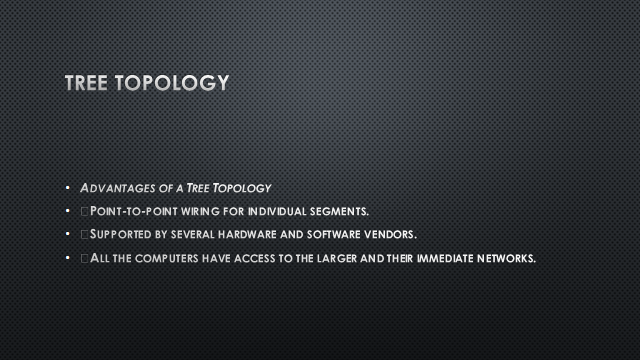 TREE TOPOLOGY
• ADVANTAGES OF A TREE TOPOLOGY
• □POINT-TO-POINT WIRING FOR INDIVIDUAL SEGMENTS.
• □SUPPORTED BY SEVERAL HARDWARE AND SOFTWARE VENDORS.
• □ALL THE COMPUTERS HAVE ACCESS TO THE LARGER AND THEIR IMMEDIATE NETWORKS.